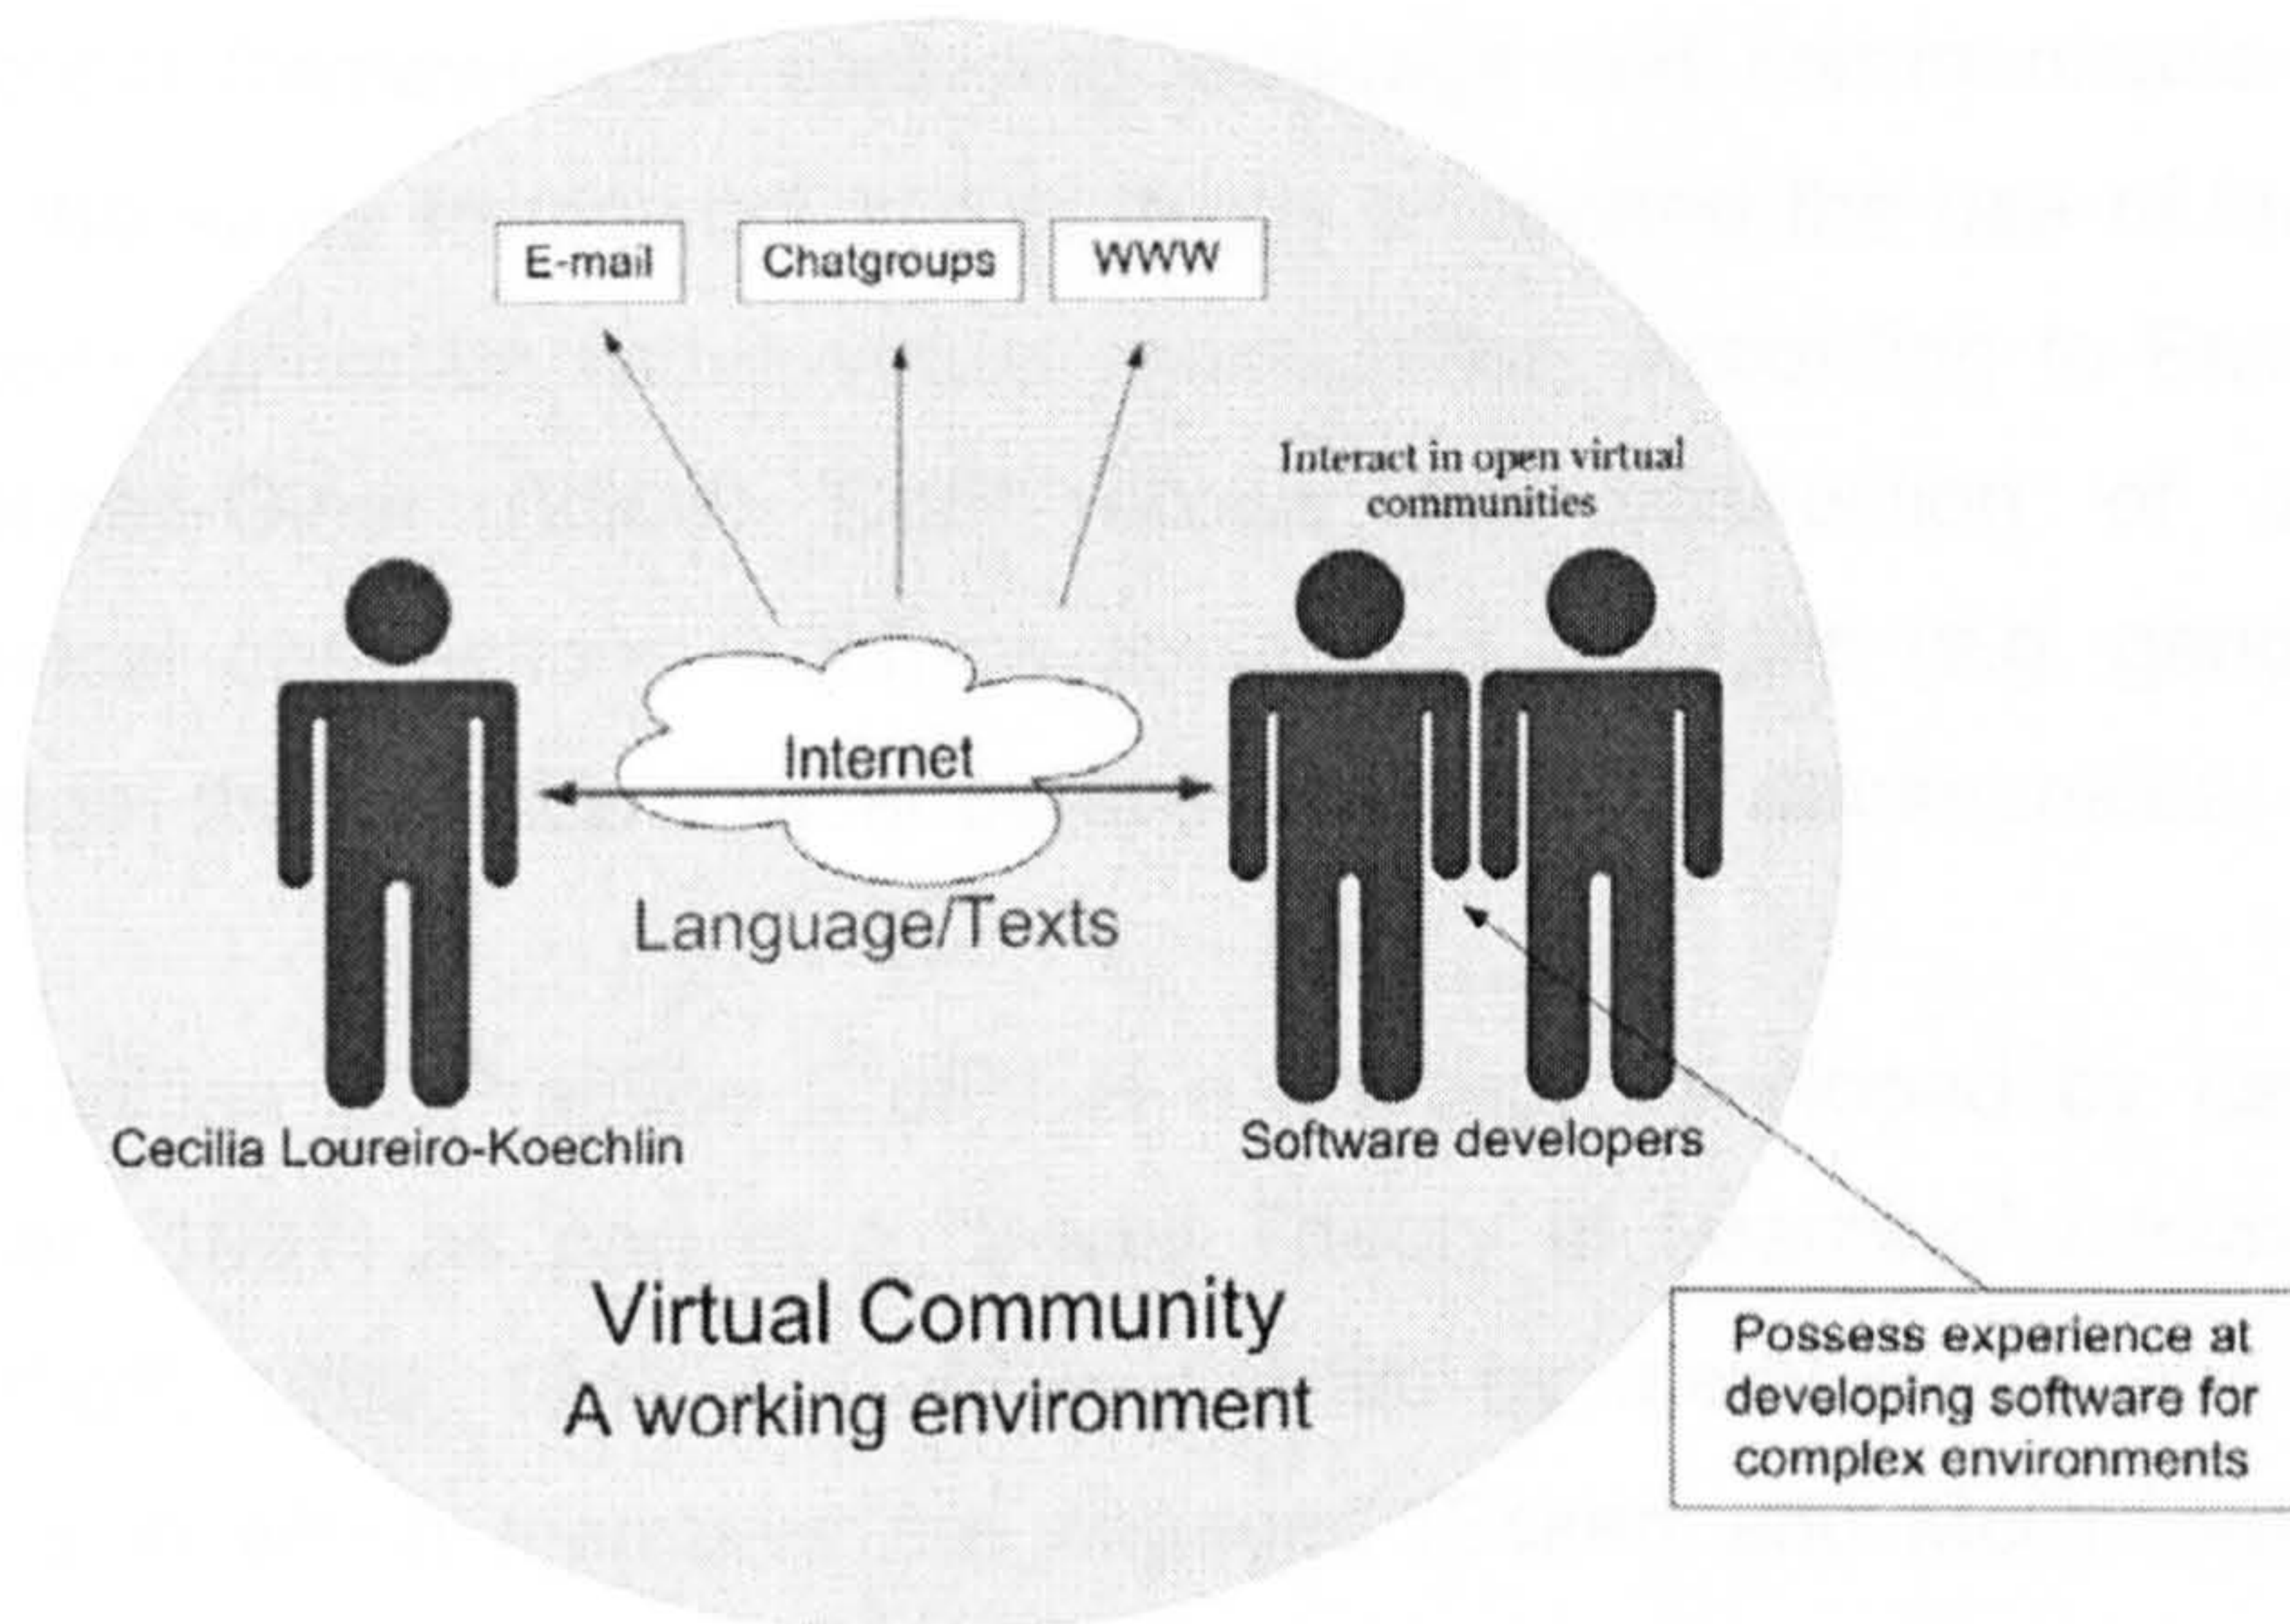 E-mail
Chatgroups
WWW
Interact in open virtual
communities
Internet
Language/Texts
Cecilia Loureiro-Koechlin
Software developers
Virtual Community
A working environment
Possess experience at
developing software for
complex environments